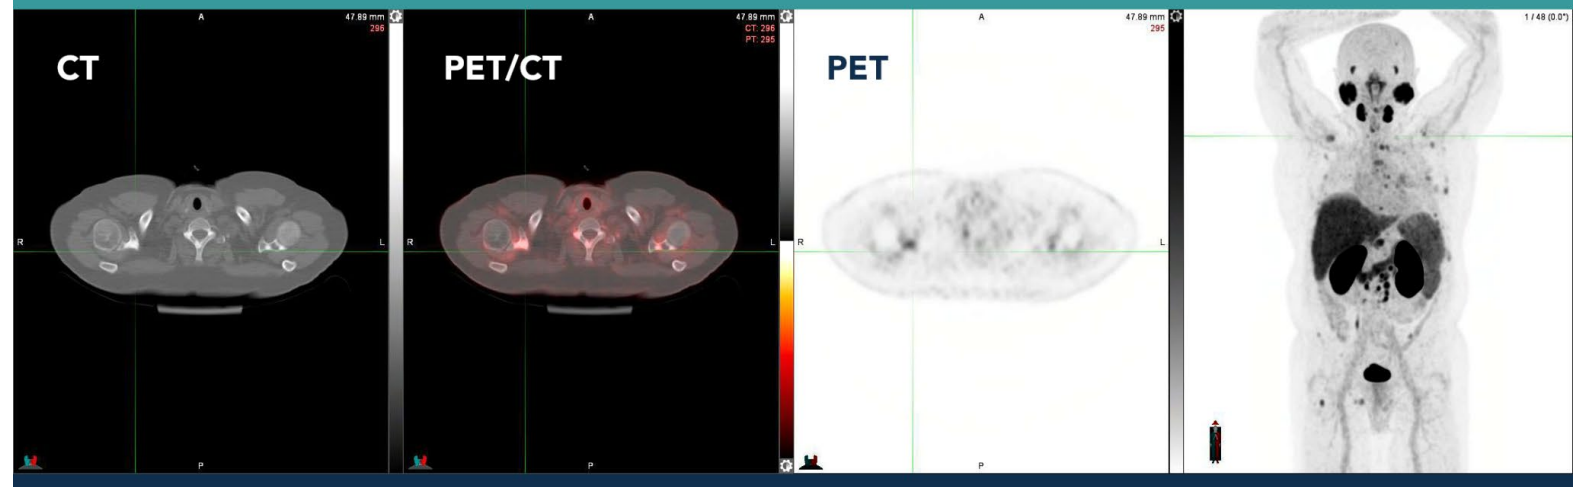 A
47.89 mm
296
CT
R
L
P
A
47.89 mm
CT: 296
PT: 295
PET/CT
R
L
P
A
47.89 mm
295
PET
R
L
P
1 / 48 (0.0°)